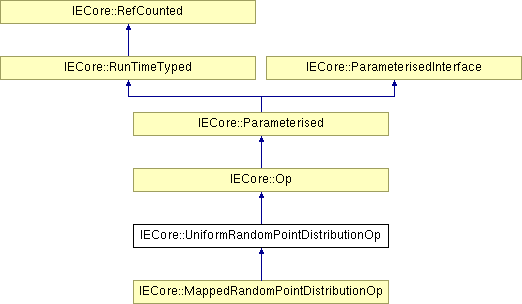 IECore::RefCounted
IECore::RunTimeTyped
IECore::ParameterisedInterface
IECore::Parameterised
IECore::Op
IECore::UniformRandomPointDistributionOp
IECore::MappedRandomPointDistributionOp